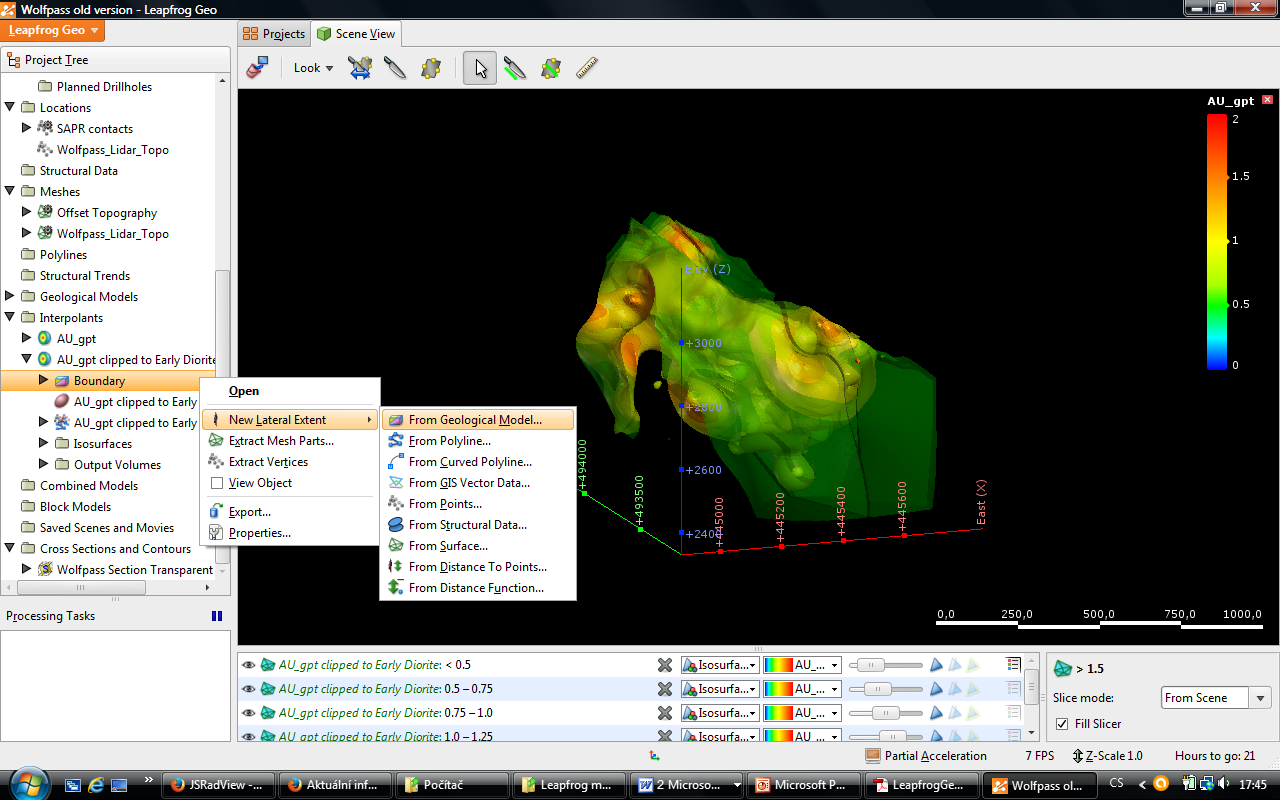 Wolfpass old version - Leapfrog Geo
Leapfrog Geo
Projects
Scene View
Project Tree
Look
Planned Drillholes
Locations
SAPR contacts
Wolfpass_Lidar_Topo
Structural Data
Meshes
Offset Topography
Wolfpass_Lidar_Topo
Polylines
Structural Trends
Geological Models
Interpolants
AU_gpt
AU_gpt clipped to Early Diorite
Boundary
AU_gpt clipped to Early
AU_gpt clipped to Early
Isosurfaces
Output Volumes
Combined Models
Block Models
Saved Scenes and Movies
Cross Sections and Contours
Wolfpass Section Transparent
Processing Tasks
Open
New Lateral Extent
Extract Mesh Parts...
Extract Vertices
View Object
Export...
Properties...
From Geological Model...
From Polyline...
From Curved Polyline...
From GIS Vector Data...
From Points...
From Structural Data...
From Surface...
From Distance To Points...
From Distance Function...
AU_gpt
2
1.5
1
0.5
0
Elev (Z)
+3000
+2800
+2600
+2400
+494000
+493500
+445000
+445200
+445400
+445600
East (X)
0,0 250,0 500,0 750,0 1000,0
AU_gpt clipped to Early Diorite: < 0.5 Isosurfa... AU_...
AU_gpt clipped to Early Diorite: 0.5 – 0.75 Isosurfa... AU_...
AU_gpt clipped to Early Diorite: 0.75 – 1.0 Isosurfa... AU_...
AU_gpt clipped to Early Diorite: 1.0 – 1.25 Isosurfa... AU_...
> 1.5
Slice mode: From Scene
Fill Slicer
Partial Acceleration 7 FPS Z-Scale 1.0 Hours to go: 21
JSRadView -...
Aktuální inf...
Počítač
Leapfrog m...
2 Microso...
Microsoft P...
LeapfrogGe...
Wolfpass ol...
CS
17:45